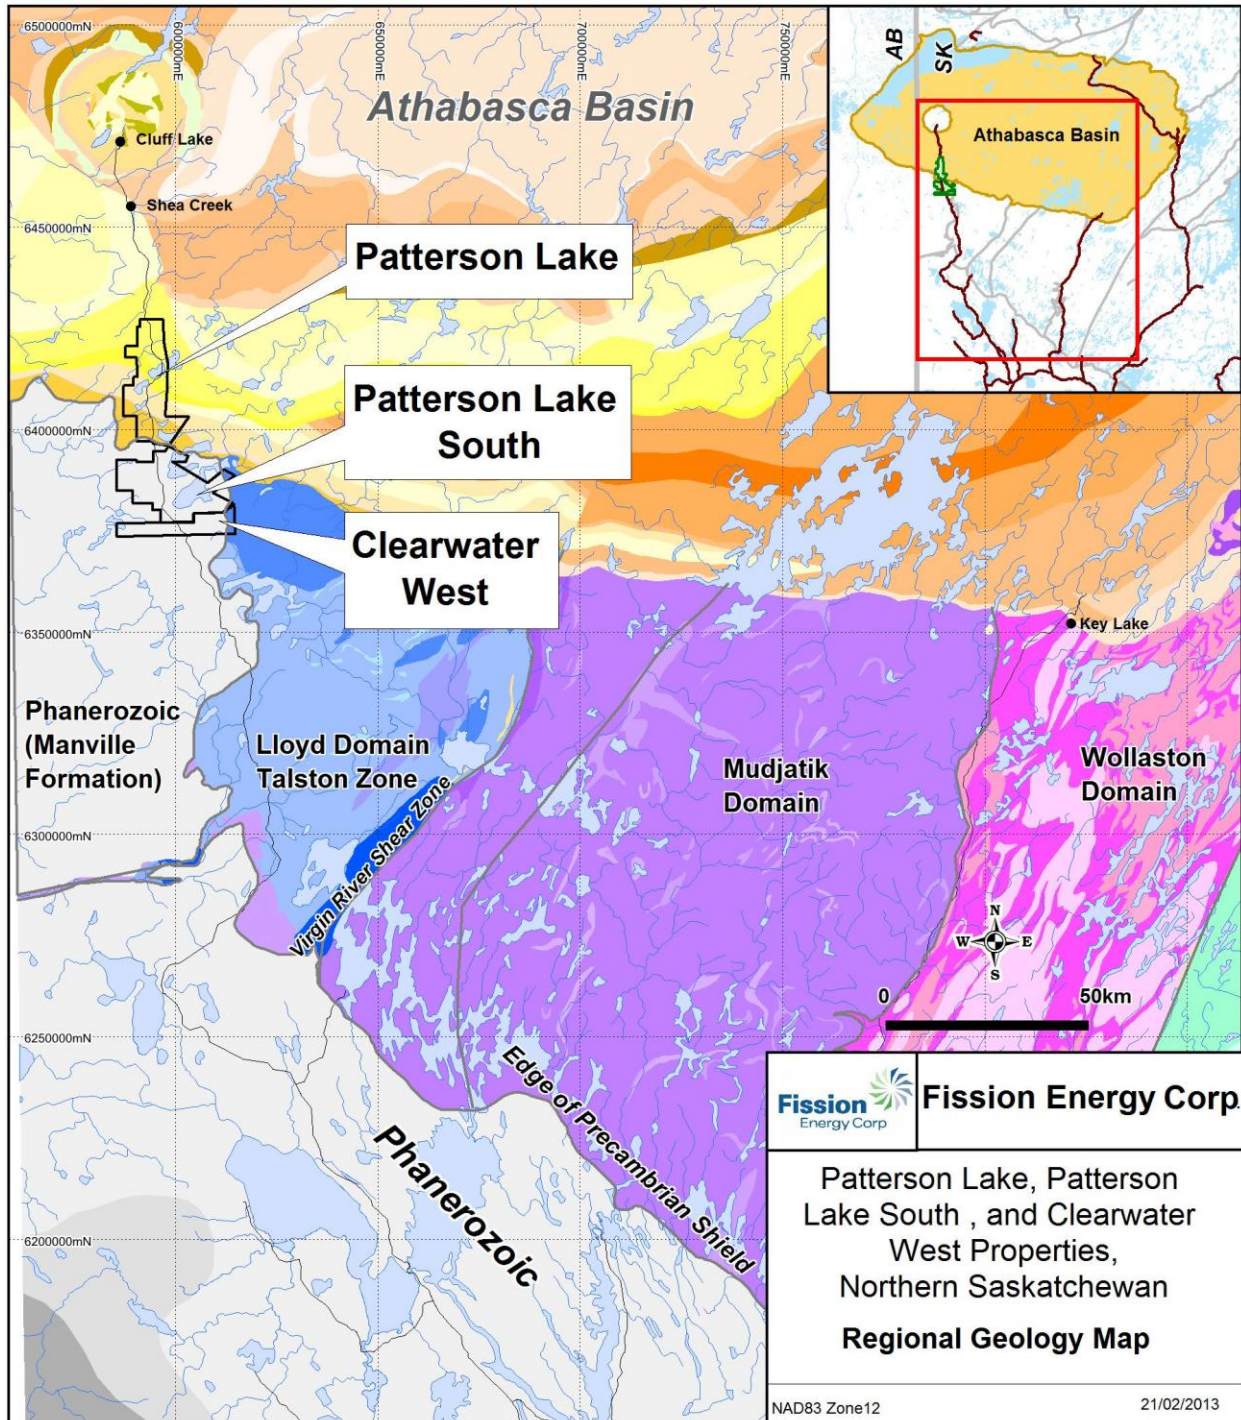 6500000mN
600000mE
650000mE
700000mE
750000mE
Athabasca Basin
AB
SK
Athabasca Basin
Cluff Lake
Shea Creek
6450000mN
Patterson Lake
Patterson Lake
South
6400000mN
Clearwater
West
6350000mN
Key Lake
Phanerozoic
(Manville
Formation)
Lloyd Domain
Talston Zone
Mudjatik
Domain
Wollaston
Domain
Virgin River Shear Zone
6300000mN
N
W
E
S
0
50km
6250000mN
Edge of Precambrian Shield
Phanerozoic
6200000mN
Fission
Energy Corp
Fission Energy Corp.
Patterson Lake, Patterson
Lake South , and Clearwater
West Properties,
Northern Saskatchewan
Regional Geology Map
NAD83 Zone12
21/02/2013